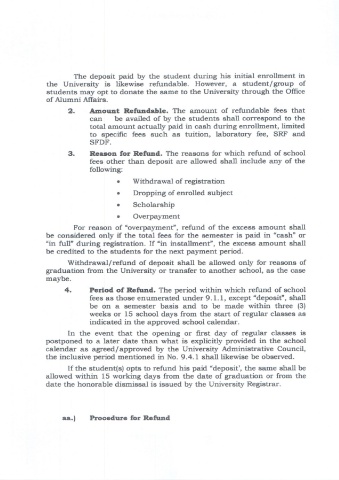 The deposit paid by the student during his initial enrollment in
the University is likewise refundable. However, a student/group of
students may opt to donate the same to the University through the Office
of Alumni Affairs.
2. Amount Refundable. The amount of refundable fees that
can be availed of by the students shall correspond to the
total amount actually paid in cash during enrollment, limited
to specific fees such as tuition, laboratory fee, SRF and
SFDF.
3. Reason for Refund. The reasons for which refund of school
fees other than deposit are allowed shall include any of the
following:
• Withdrawal of registration
• Dropping of enrolled subject
• Scholarship
• Overpayment
For reason of "overpayment", refund of the excess amount shall
be considered only if the total fees for the semester is paid in "cash" or
"in full" during registration. If "in installment", the excess amount shall
be credited to the students for the next payment period.
Withdrawal/refund of deposit shall be allowed only for reasons of
graduation from the University or transfer to another school, as the case
maybe.
4. Period of Refund. The period within which refund of school
fees as those enumerated under 9.1.1, except "deposit", shall
be on a semester basis and to be made within three (3)
weeks or 15 school days from the start of regular classes as
indicated in the approved school calendar.
In the event that the opening or first day of regular classes is
postponed to a later date than what is explicitly provided in the school
calendar as agreed/approved by the University Administrative Council,
the inclusive period mentioned in No. 9.4.1 shall likewise be observed.
If the student(s) opts to refund his paid "deposit', the same shall be
allowed within 15 working days from the date of graduation or from the
date the honorable dismissal is issued by the University Registrar.
aa.) Procedure for Refund